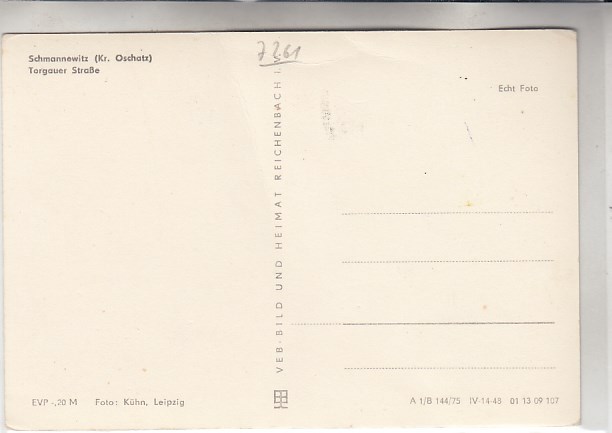 Schmannewitz (Kr. Oschatz)
Torgauer Straße
7261
VEB BILD UND HEIMAT REICHENBACH I. V.
Echt Foto
EVP -,20 M Foto: Kühn, Leipzig
A 1/B 144/75 IV-14-48 01 13 09 107